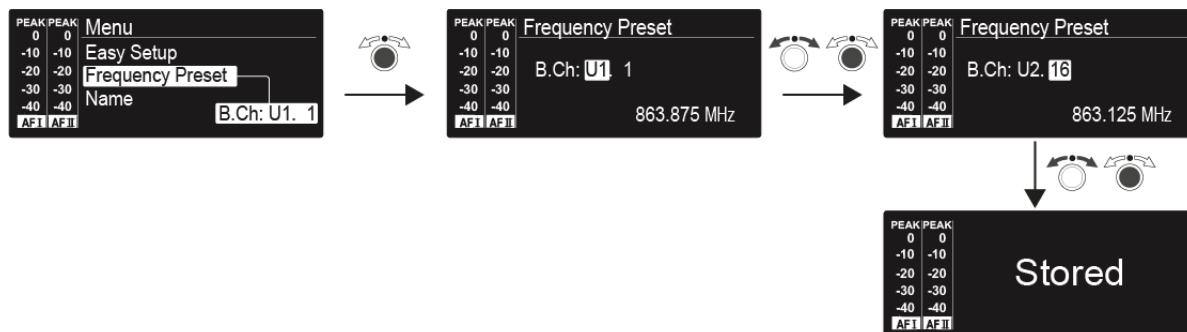 PEAK PEAK Menu
0 0
-10 -10 Easy Setup
-20 -20 Frequency Preset
-30 -30 Name
-40 -40 B.Ch: U1. 1
AF I AF II
PEAK PEAK Frequency Preset
0 0
-10 -10
-20 -20 B.Ch: U1. 1
-30 -30
-40 -40 863.875 MHz
AF I AF II
PEAK PEAK Frequency Preset
0 0
-10 -10
-20 -20 B.Ch: U2. 16
-30 -30
-40 -40 863.125 MHz
AF I AF II
PEAK PEAK
0 0
-10 -10
-20 -20 Stored
-30 -30
-40 -40
AF I AF II